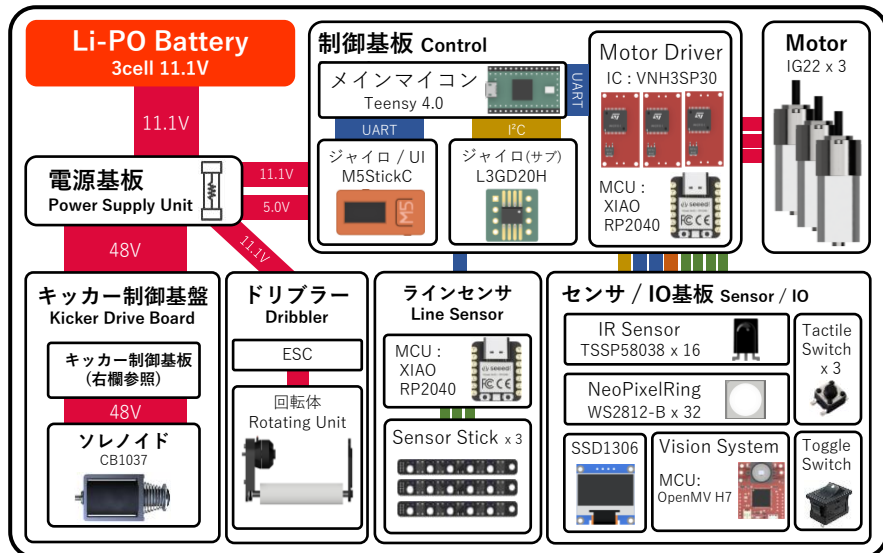 Li-PO Battery
3cell 11.1V
11.1V
電源基板
Power Supply Unit
11.1V
5.0V
48V
11.1V
制御基板 Control
メインマイコン
Teensy 4.0
UART
UART
I²C
ジャイロ / UI
M5StickC
M5
ジャイロ(サブ)
L3GD20H
Motor Driver
IC : VNH3SP30
MCU :
XIAO
RP2040
seeed
Motor
IG22 x 3
キッカー制御基盤
Kicker Drive Board
キッカー制御基板
(右欄参照)
48V
ソレノイド
CB1037
ドリブラー
Dribbler
ESC
回転体
Rotating Unit
ラインセンサ
Line Sensor
MCU :
XIAO
RP2040
seeed
Sensor Stick x 3
センサ / IO基板 Sensor / IO
IR Sensor
TSSP58038 x 16
NeoPixelRing
WS2812-B x 32
Tactile
Switch
x 3
SSD1306
Vision System
MCU:
OpenMV H7
Toggle
Switch